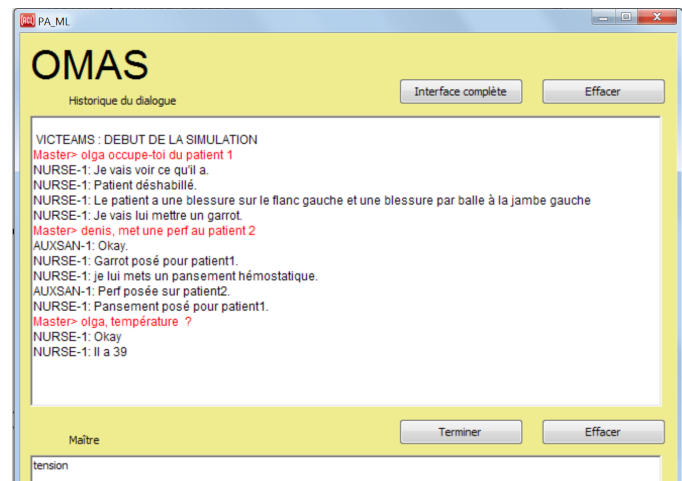 PA_ML
OMAS
Interface complète
Effacer
Historique du dialogue
VICTEAMS : DEBUT DE LA SIMULATION
Master> olga occupe-toi du patient 1
NURSE-1: Je vais voir ce qu'il a.
NURSE-1: Patient déshabillé.
NURSE-1: Le patient a une blessure sur le flanc gauche et une blessure par balle à la jambe gauche
NURSE-1: Je vais lui mettre un garrot.
Master> denis, met une perf au patient 2
AUXSAN-1: Okay.
NURSE-1: Garrot posé pour patient1.
NURSE-1: je lui mets un pansement hémostatique.
AUXSAN-1: Perf posée sur patient2.
NURSE-1: Pansement posé pour patient1.
Master> olga, température  ?
NURSE-1: Okay
NURSE-1: Il a 39
Terminer
Effacer
Maître
tension